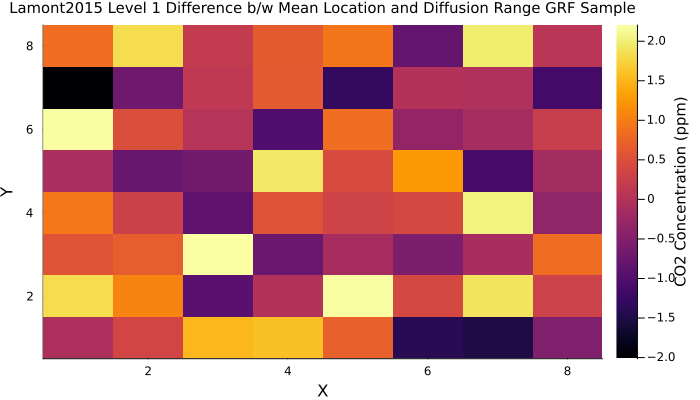 Lamont2015 Level 1 Difference b/w Mean Location and Diffusion Range GRF Sample
8
6
4
2
Y
2 4 6 8
X
2.0
1.5
1.0
0.5
0
−0.5
−1.0
−1.5
−2.0
CO2 Concentration (ppm)